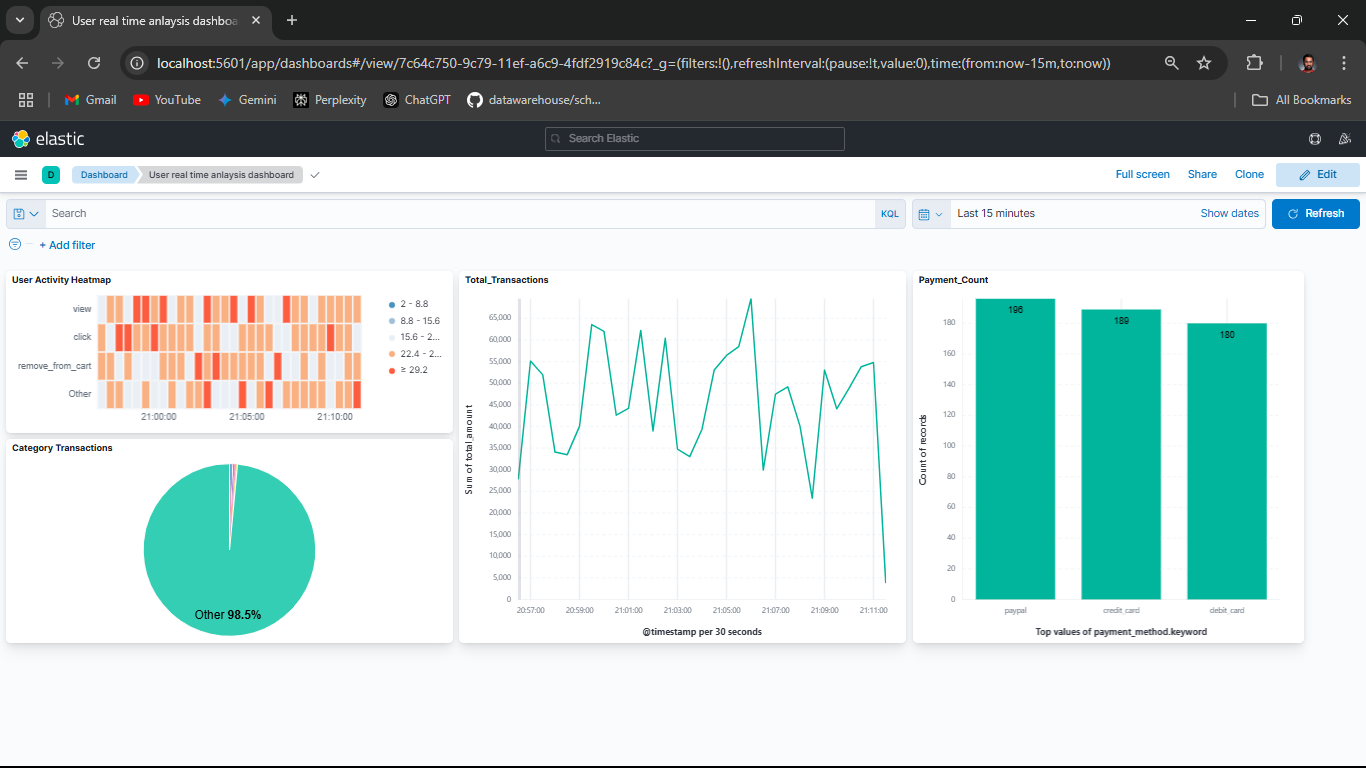 User real time anlaysis dashboa
localhost:5601/app/dashboards#/view/7c64c750-9c79-11ef-a6c9-4fdf2919c84c?_g=(filters:!(),refreshInterval:(pause:!t,value:0),time:(from:now-15m,to:now))
Gmail YouTube Gemini Perplexity ChatGPT datawarehouse/sch... All Bookmarks
elastic Search Elastic
D Dashboard User real time anlaysis dashboard Full screen Share Clone Edit
Search KQL Last 15 minutes Show dates Refresh
+ Add filter
User Activity Heatmap
view
click
remove_from_cart
Other
21:00:00 21:05:00 21:10:00
2 - 8.8
8.8 - 15.6
15.6 - 2...
22.4 - 2...
≥ 29.2
Category Transactions
Other 98.5%
Total_Transactions
Sum of total_amount
65,000
60,000
55,000
50,000
45,000
40,000
35,000
30,000
25,000
20,000
15,000
10,000
5,000
0
20:57:00 20:59:00 21:01:00 21:03:00 21:05:00 21:07:00 21:09:00 21:11:00
@timestamp per 30 seconds
Payment_Count
Count of records
180
160
140
120
100
80
60
40
20
0
196 189 180
paypal credit_card debit_card
Top values of payment_method.keyword